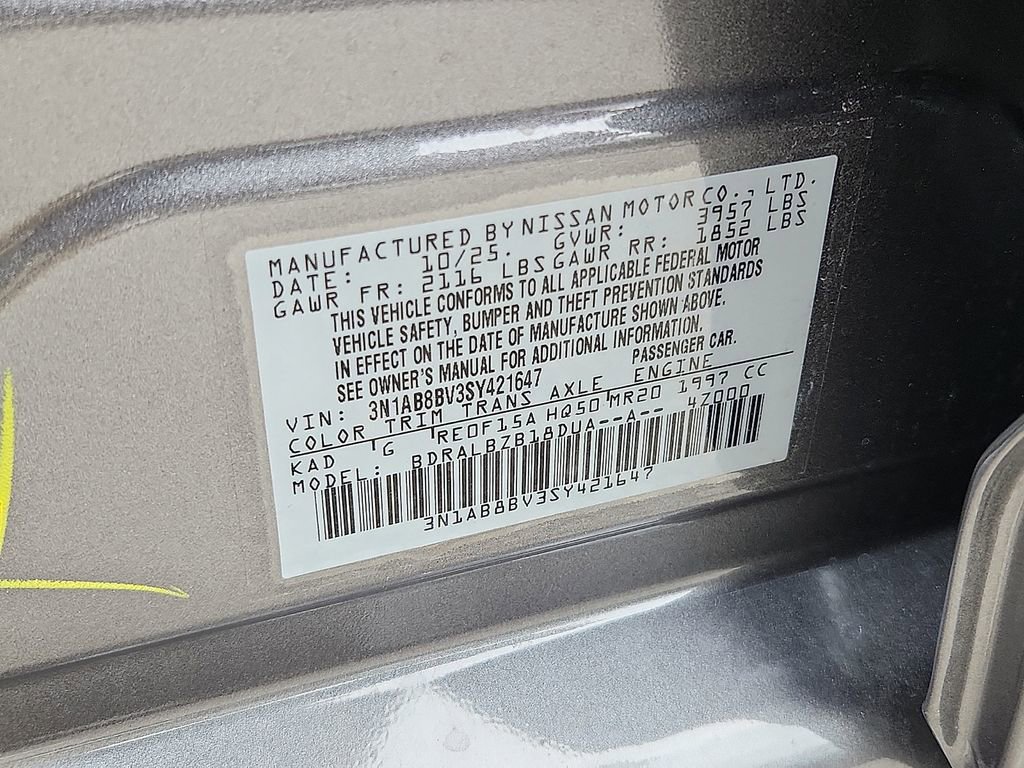 MANUFACTURED BY NISSAN MOTOR CO., LTD.
DATE: 10/25. GVWR: 3957 LBS
GAWR FR: 2116 LBS GAWR RR: 1852 LBS
THIS VEHICLE CONFORMS TO ALL APPLICABLE FEDERAL MOTOR
VEHICLE SAFETY, BUMPER AND THEFT PREVENTION STANDARDS
IN EFFECT ON THE DATE OF MANUFACTURE SHOWN ABOVE.
SEE OWNER'S MANUAL FOR ADDITIONAL INFORMATION.
VIN: 3N1AB8BV3SY421647 PASSENGER CAR.
COLOR TRIM TRANS AXLE ENGINE
KAD G RE0F15A HQ50 MR20 1997 CC
MODEL: BDRALBZB18DUA--A-- 4Z000
3N1AB8BV3SY421647